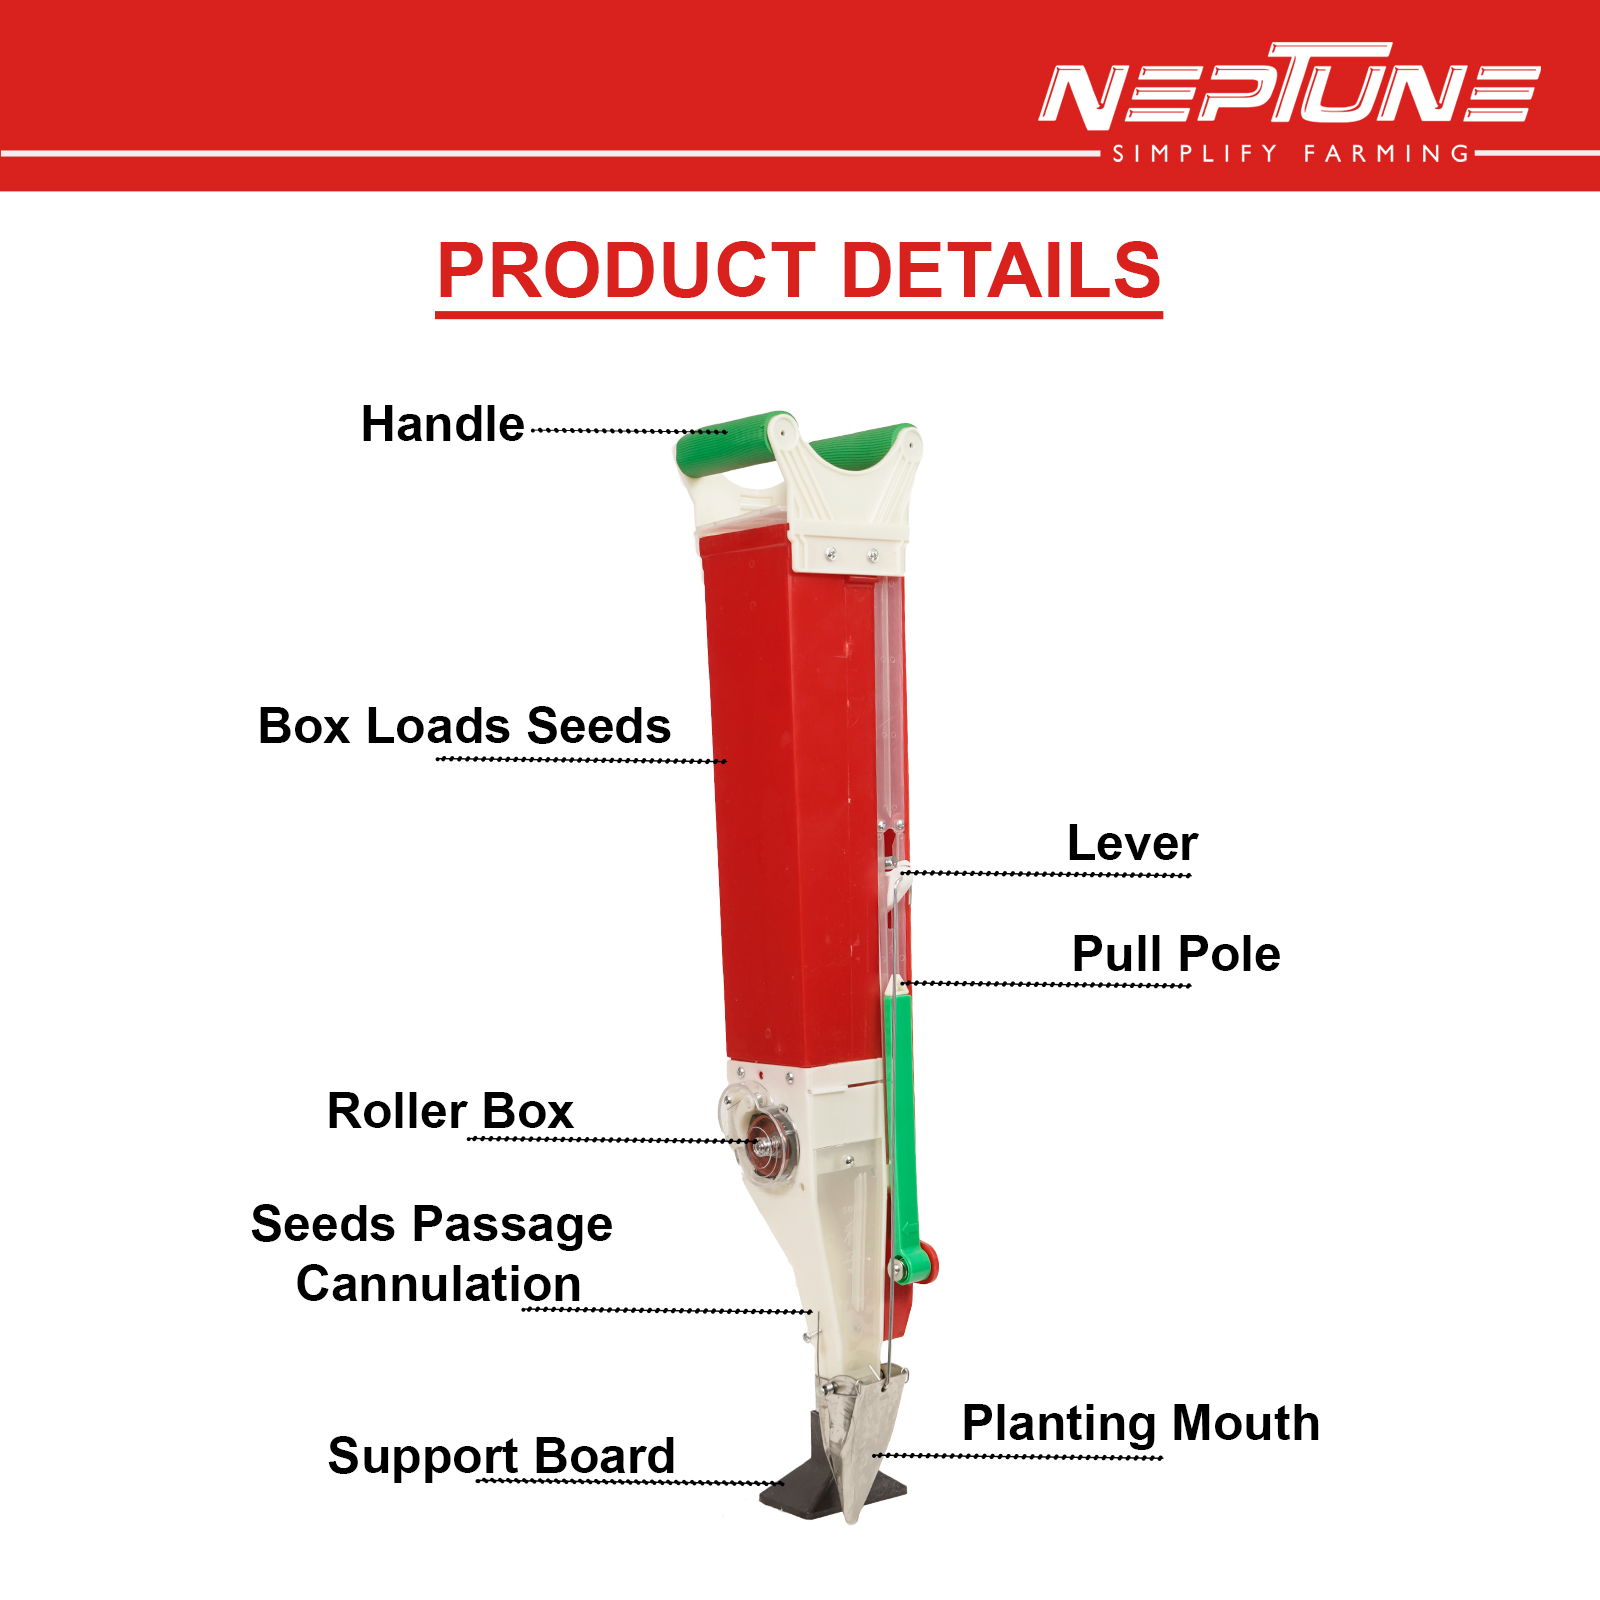 NEPTUNE
SIMPLIFY FARMING
PRODUCT DETAILS
Handle
Box Loads Seeds
Lever
Pull Pole
Roller Box
Seeds Passage
Cannulation
Planting Mouth
Support Board